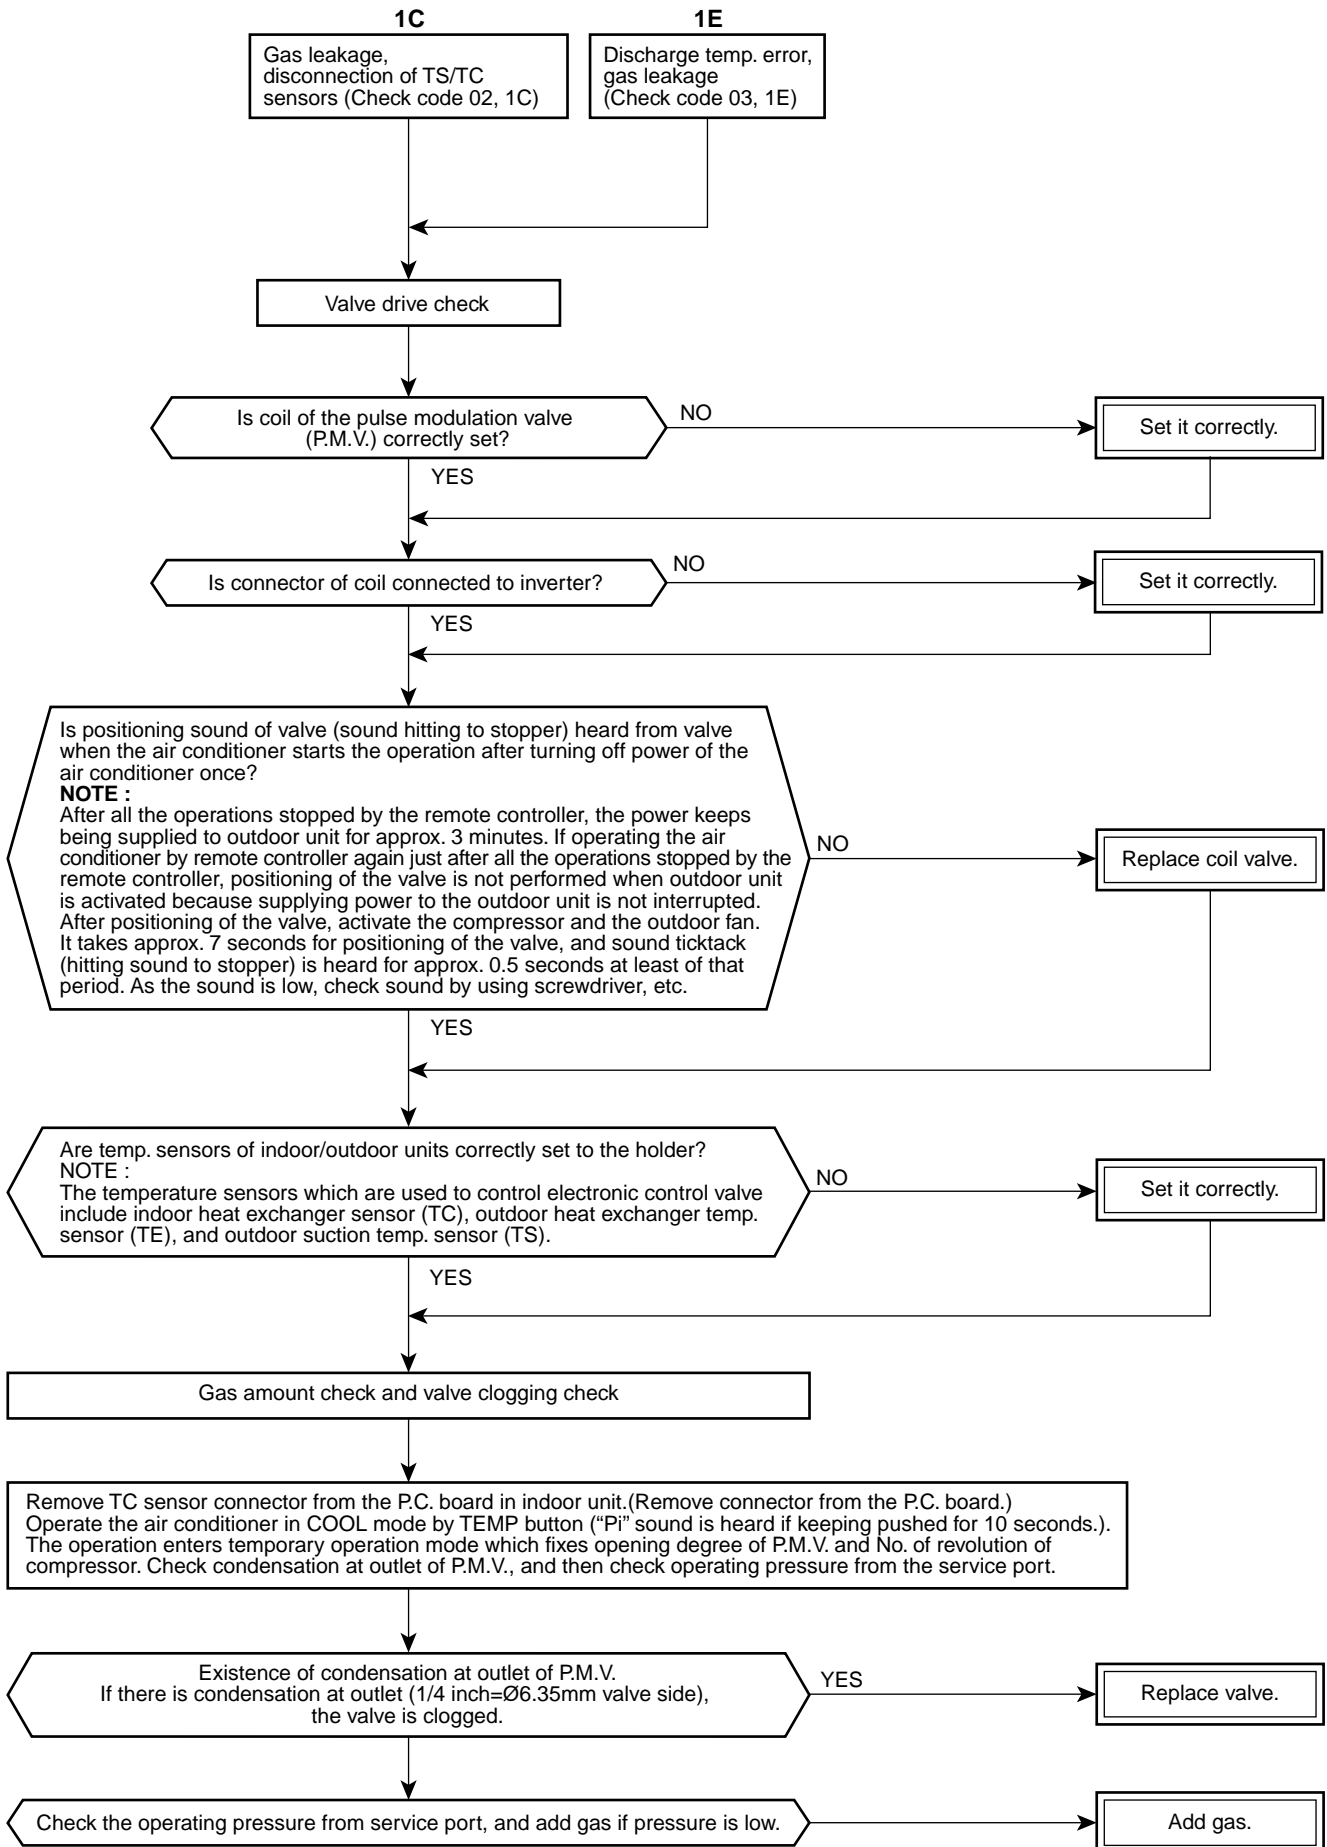 1C
1E
Gas leakage,
disconnection of TS/TC
sensors (Check code 02, 1C)
Discharge temp. error,
gas leakage
(Check code 03, 1E)
Valve drive check
Is coil of the pulse modulation valve
(P.M.V.) correctly set?
NO
Set it correctly.
YES
Is connector of coil connected to inverter?
NO
Set it correctly.
YES
Is positioning sound of valve (sound hitting to stopper) heard from valve
when the air conditioner starts the operation after turning off power of the
air conditioner once?
NOTE :
After all the operations stopped by the remote controller, the power keeps
being supplied to outdoor unit for approx. 3 minutes. If operating the air
conditioner by remote controller again just after all the operations stopped by the
remote controller, positioning of the valve is not performed when outdoor unit
is activated because supplying power to the outdoor unit is not interrupted.
After positioning of the valve, activate the compressor and the outdoor fan.
It takes approx. 7 seconds for positioning of the valve, and sound ticktack
(hitting sound to stopper) is heard for approx. 0.5 seconds at least of that
period. As the sound is low, check sound by using screwdriver, etc.
NO
Replace coil valve.
YES
Are temp. sensors of indoor/outdoor units correctly set to the holder?
NOTE :
The temperature sensors which are used to control electronic control valve
include indoor heat exchanger sensor (TC), outdoor heat exchanger temp.
sensor (TE), and outdoor suction temp. sensor (TS).
NO
Set it correctly.
YES
Gas amount check and valve clogging check
Remove TC sensor connector from the P.C. board in indoor unit.(Remove connector from the P.C. board.)
Operate the air conditioner in COOL mode by TEMP button (“Pi” sound is heard if keeping pushed for 10 seconds.).
The operation enters temporary operation mode which fixes opening degree of P.M.V. and No. of revolution of
compressor. Check condensation at outlet of P.M.V., and then check operating pressure from the service port.
Existence of condensation at outlet of P.M.V.
If there is condensation at outlet (1/4 inch=Ø6.35mm valve side),
the valve is clogged.
YES
Replace valve.
Check the operating pressure from service port, and add gas if pressure is low.
Add gas.